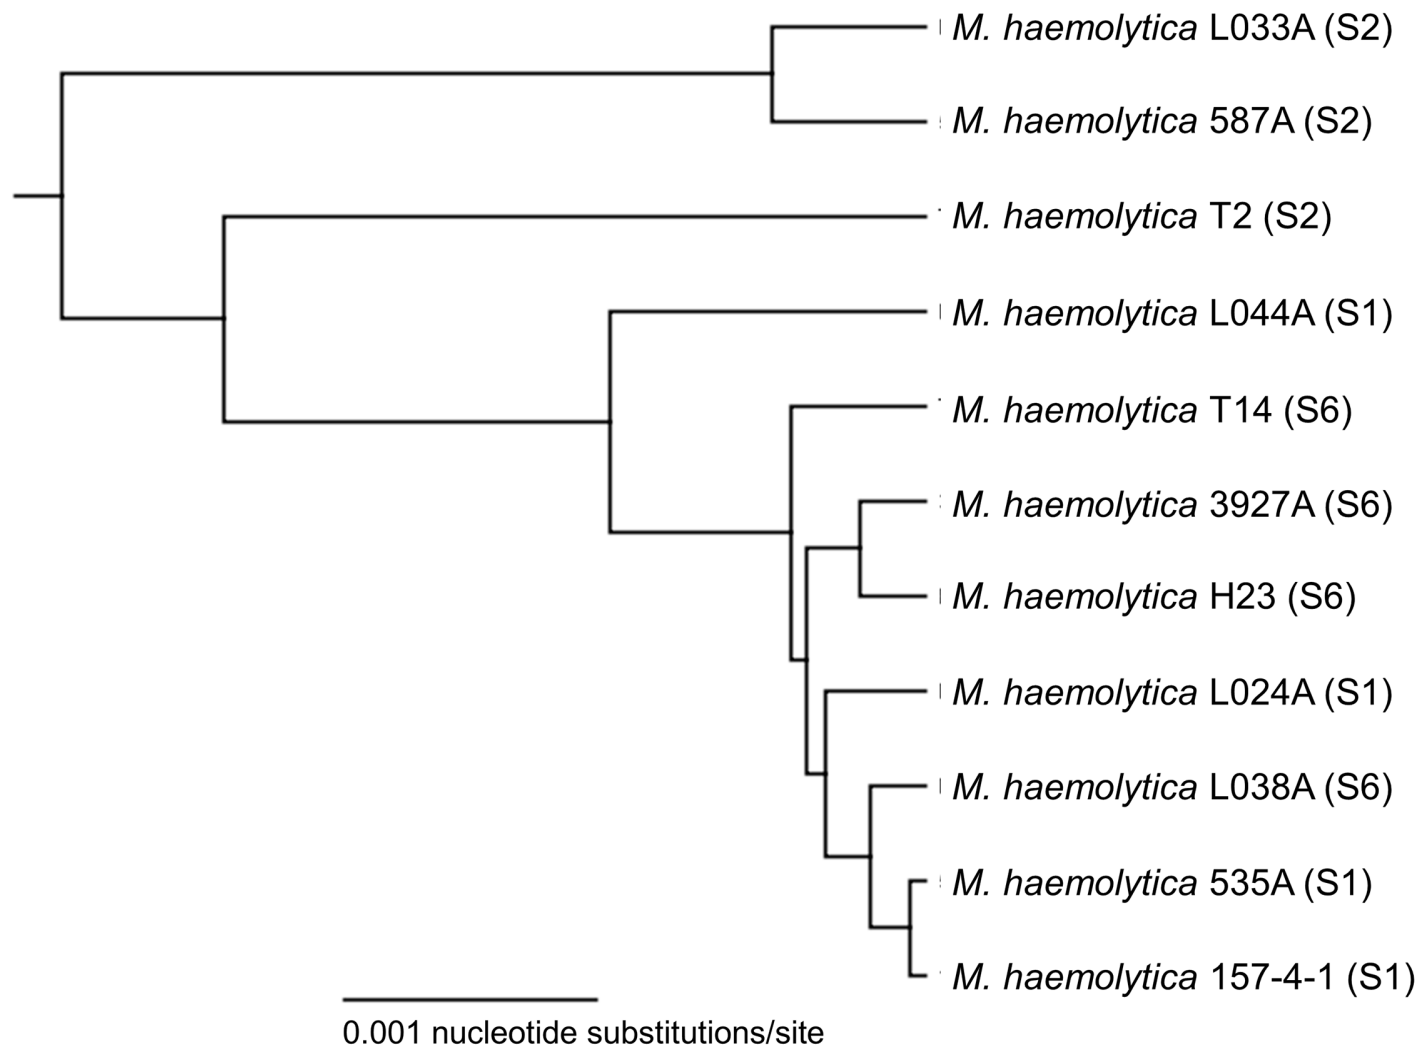 M. haemolytica L033A (S2)
M. haemolytica 587A (S2)
M. haemolytica T2 (S2)
M. haemolytica L044A (S1)
M. haemolytica T14 (S6)
M. haemolytica 3927A (S6)
M. haemolytica H23 (S6)
M. haemolytica L024A (S1)
M. haemolytica L038A (S6)
M. haemolytica 535A (S1)
M. haemolytica 157-4-1 (S1)
0.001 nucleotide substitutions/site